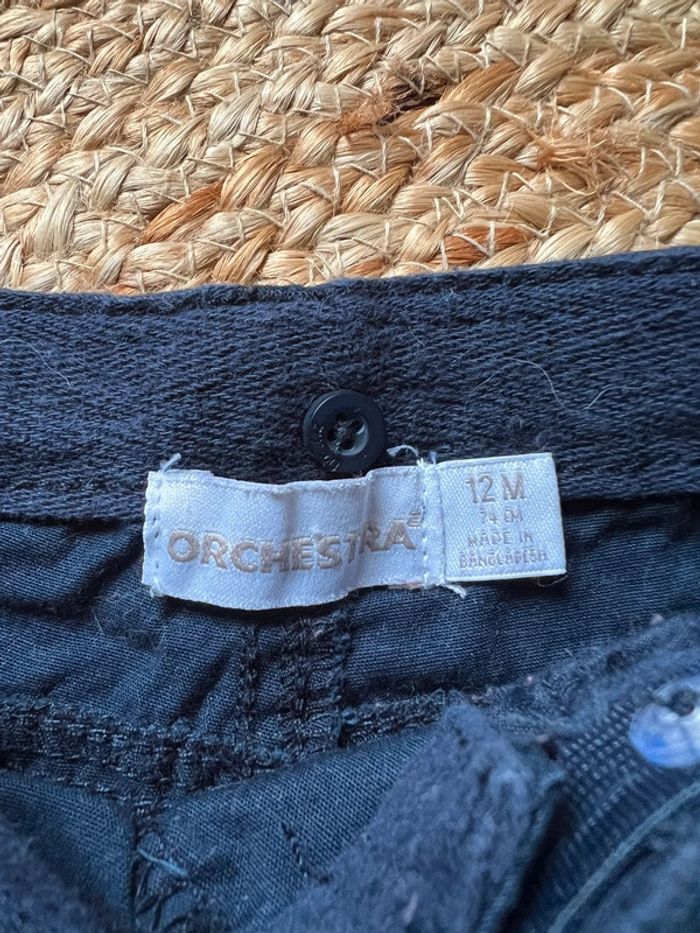 ORCHESTRA
12 M
74 CM
MADE IN
BANGLADESH